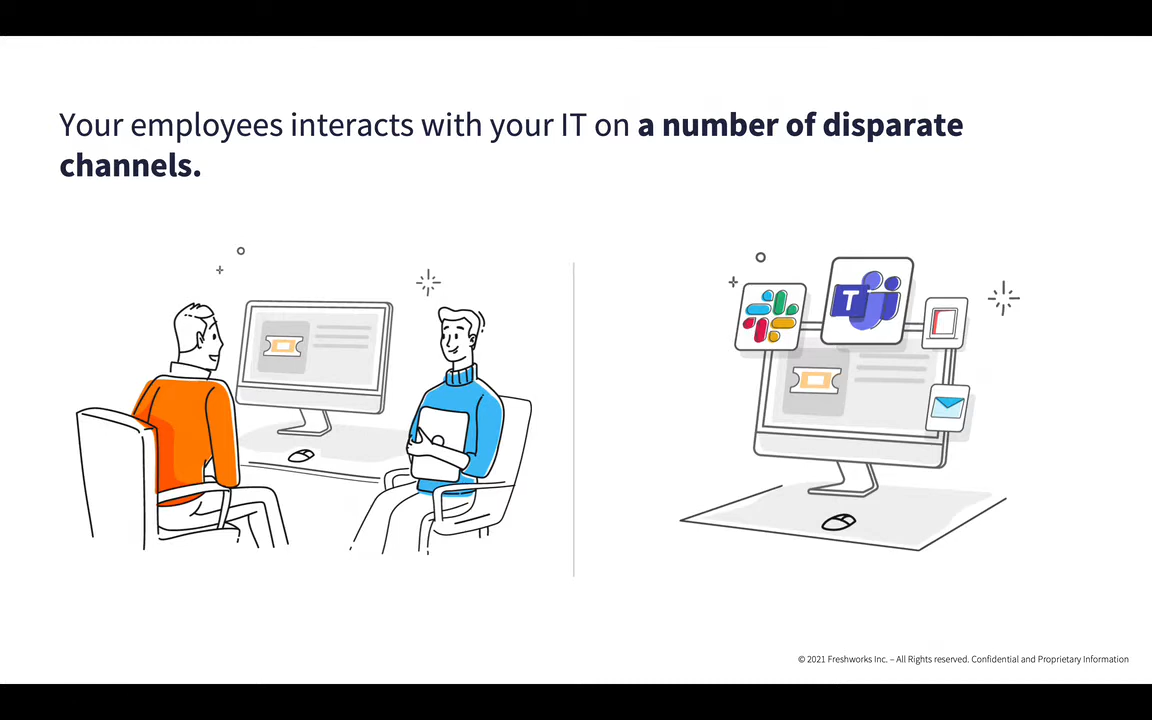 Your employees interacts with your IT on a number of disparate
channels.
T
© 2021 Freshworks Inc. – All Rights reserved. Confidential and Proprietary Information